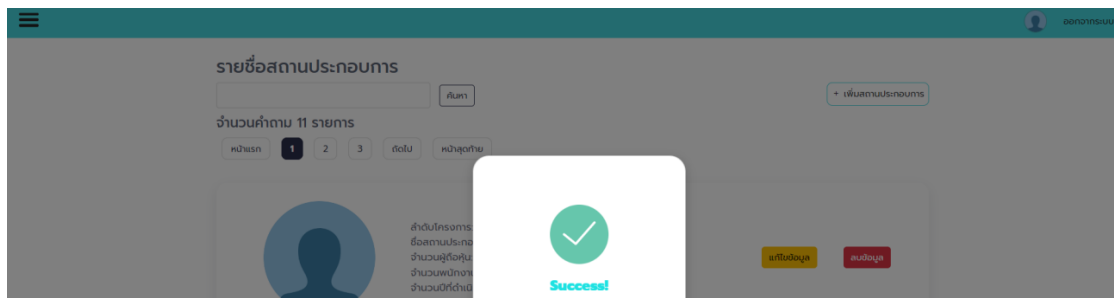 ออกจากระบบ
รายชื่อสถานประกอบการ
ค้นหา
+ เพิ่มสถานประกอบการ
จำนวนคำถาม 11 รายการ
หน้าแรก 1 2 3 ถัดไป หน้าสุดท้าย
ลำดับโครงการ
ชื่อสถานประกอ
จำนวนผู้ถือหุ้น:
จำนวนพนักงาน
จำนวนปีที่ดำเนิ
แก้ไขข้อมูล ลบข้อมูล
Success!